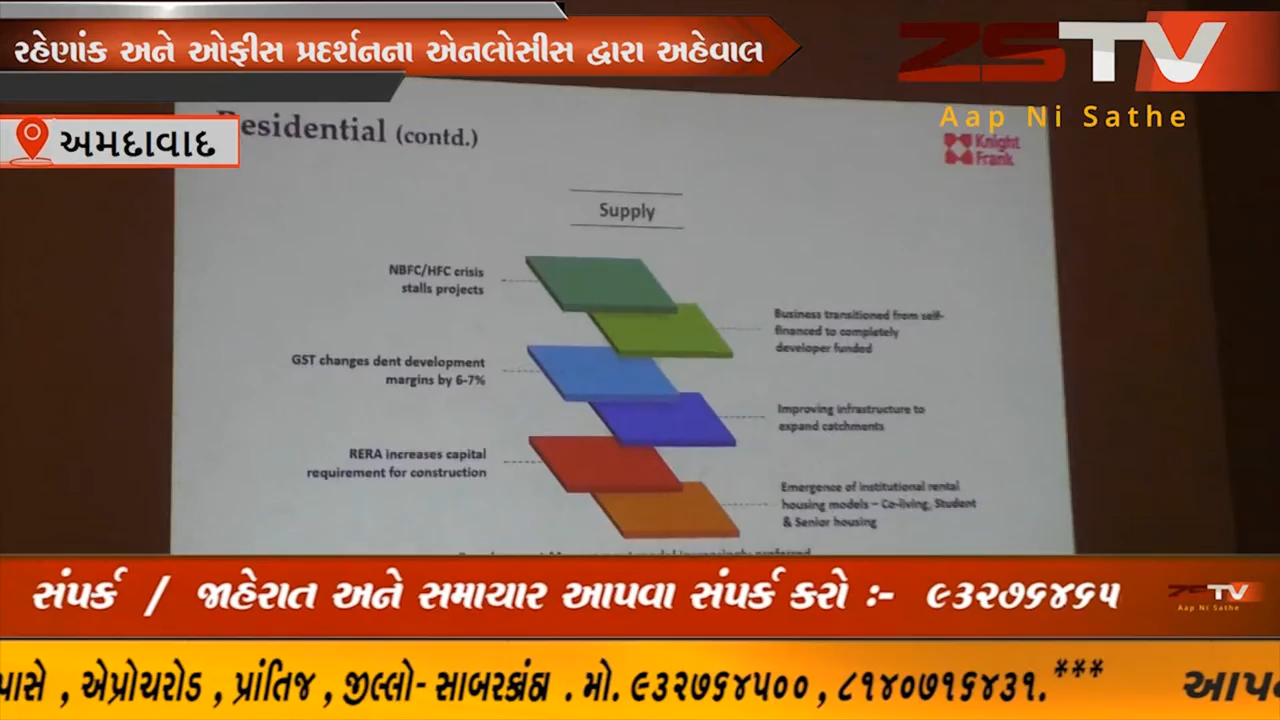 રહેણાંક અને ઓફીસ પ્રદર્શનના એનલોસીસ દ્વારા અહેવાલ
ZSTV
Aap Ni Sathe
અમદાવાદ
Residential (contd.)
Knight
Frank
Supply
NBFC/HFC crisis
stalls projects
Business transitioned from self-
financed to completely
developer funded
GST changes dent development
margins by 6-7%
Improving infrastructure to
expand catchments
RERA increases capital
requirement for construction
Emergence of institutional rental
housing models – Co-living, Student
& Senior housing
સંપર્ક / જાહેરાત અને સમાચાર આપવા સંપર્ક કરો :- ૯૩૨૭૬૪૬૫
ZSTV
Aap Ni Sathe
પાસે , એપ્રોચરોડ , પ્રાંતિજ , જીલ્લો- સાબરકાંઠા . મો. ૯૩૨૭૬૪૫૦૦ , ૮૧૪૦૭૧૬૪૩૧. *** આપ